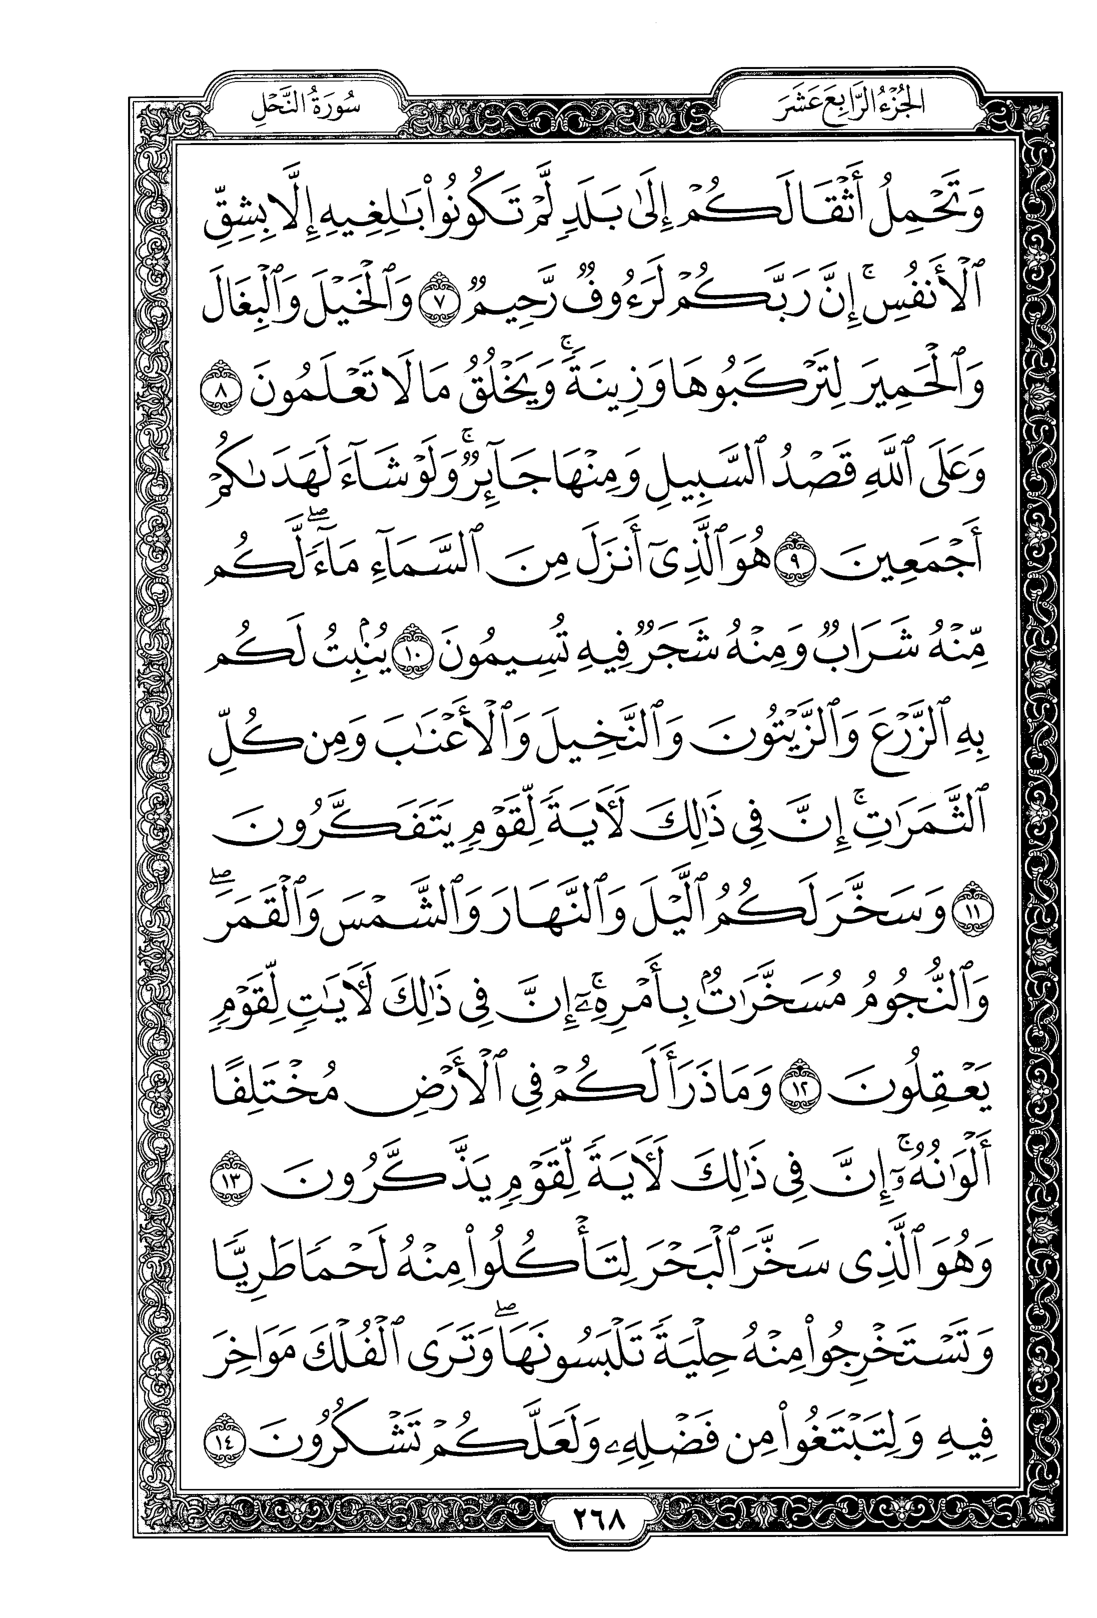 الجُزْءُ الرَّابِعَ عَشَرَ
سُورَةُ النَّحْلِ
وَتَحْمِلُ أَثْقَالَكُمْ إِلَىٰ بَلَدٍ لَّمْ تَكُونُوا۟ بَـٰلِغِيهِ إِلَّا بِشِقِّ
ٱلْأَنفُسِ ۚ إِنَّ رَبَّكُمْ لَرَءُوفٌ رَّحِيمٌ ٧ وَٱلْخَيْلَ وَٱلْبِغَالَ
وَٱلْحَمِيرَ لِتَرْكَبُوهَا وَزِينَةً ۚ وَيَخْلُقُ مَا لَا تَعْلَمُونَ ٨
وَعَلَى ٱللَّهِ قَصْدُ ٱلسَّبِيلِ وَمِنْهَا جَآئِرٌ ۚ وَلَوْ شَآءَ لَهَدَىٰكُمْ
أَجْمَعِينَ ٩ هُوَ ٱلَّذِىٓ أَنزَلَ مِنَ ٱلسَّمَآءِ مَآءً ۖ لَّكُم
مِّنْهُ شَرَابٌ وَمِنْهُ شَجَرٌ فِيهِ تُسِيمُونَ ١٠ يُنۢبِتُ لَكُم
بِهِ ٱلزَّرْعَ وَٱلزَّيْتُونَ وَٱلنَّخِيلَ وَٱلْأَعْنَـٰبَ وَمِن كُلِّ
ٱلثَّمَرَٰتِ ۗ إِنَّ فِى ذَٰلِكَ لَـَٔايَةً لِّقَوْمٍ يَتَفَكَّرُونَ
١١ وَسَخَّرَ لَكُمُ ٱلَّيْلَ وَٱلنَّهَارَ وَٱلشَّمْسَ وَٱلْقَمَرَ ۖ
وَٱلنُّجُومُ مُسَخَّرَٰتٌۢ بِأَمْرِهِۦٓ ۚ إِنَّ فِى ذَٰلِكَ لَـَٔايَـٰتٍ لِّقَوْمٍ
يَعْقِلُونَ ١٢ وَمَا ذَرَأَ لَكُمْ فِى ٱلْأَرْضِ مُخْتَلِفًا
أَلْوَٰنُهُۥٓ ۚ إِنَّ فِى ذَٰلِكَ لَـَٔايَةً لِّقَوْمٍ يَذَّكَّرُونَ ١٣
وَهُوَ ٱلَّذِى سَخَّرَ ٱلْبَحْرَ لِتَأْكُلُوا۟ مِنْهُ لَحْمًا طَرِيًّا
وَتَسْتَخْرِجُوا۟ مِنْهُ حِلْيَةً تَلْبَسُونَهَا ۖ وَتَرَى ٱلْفُلْكَ مَوَاخِرَ
فِيهِ وَلِتَبْتَغُوا۟ مِن فَضْلِهِۦ وَلَعَلَّكُمْ تَشْكُرُونَ ١٤
٢٦٨